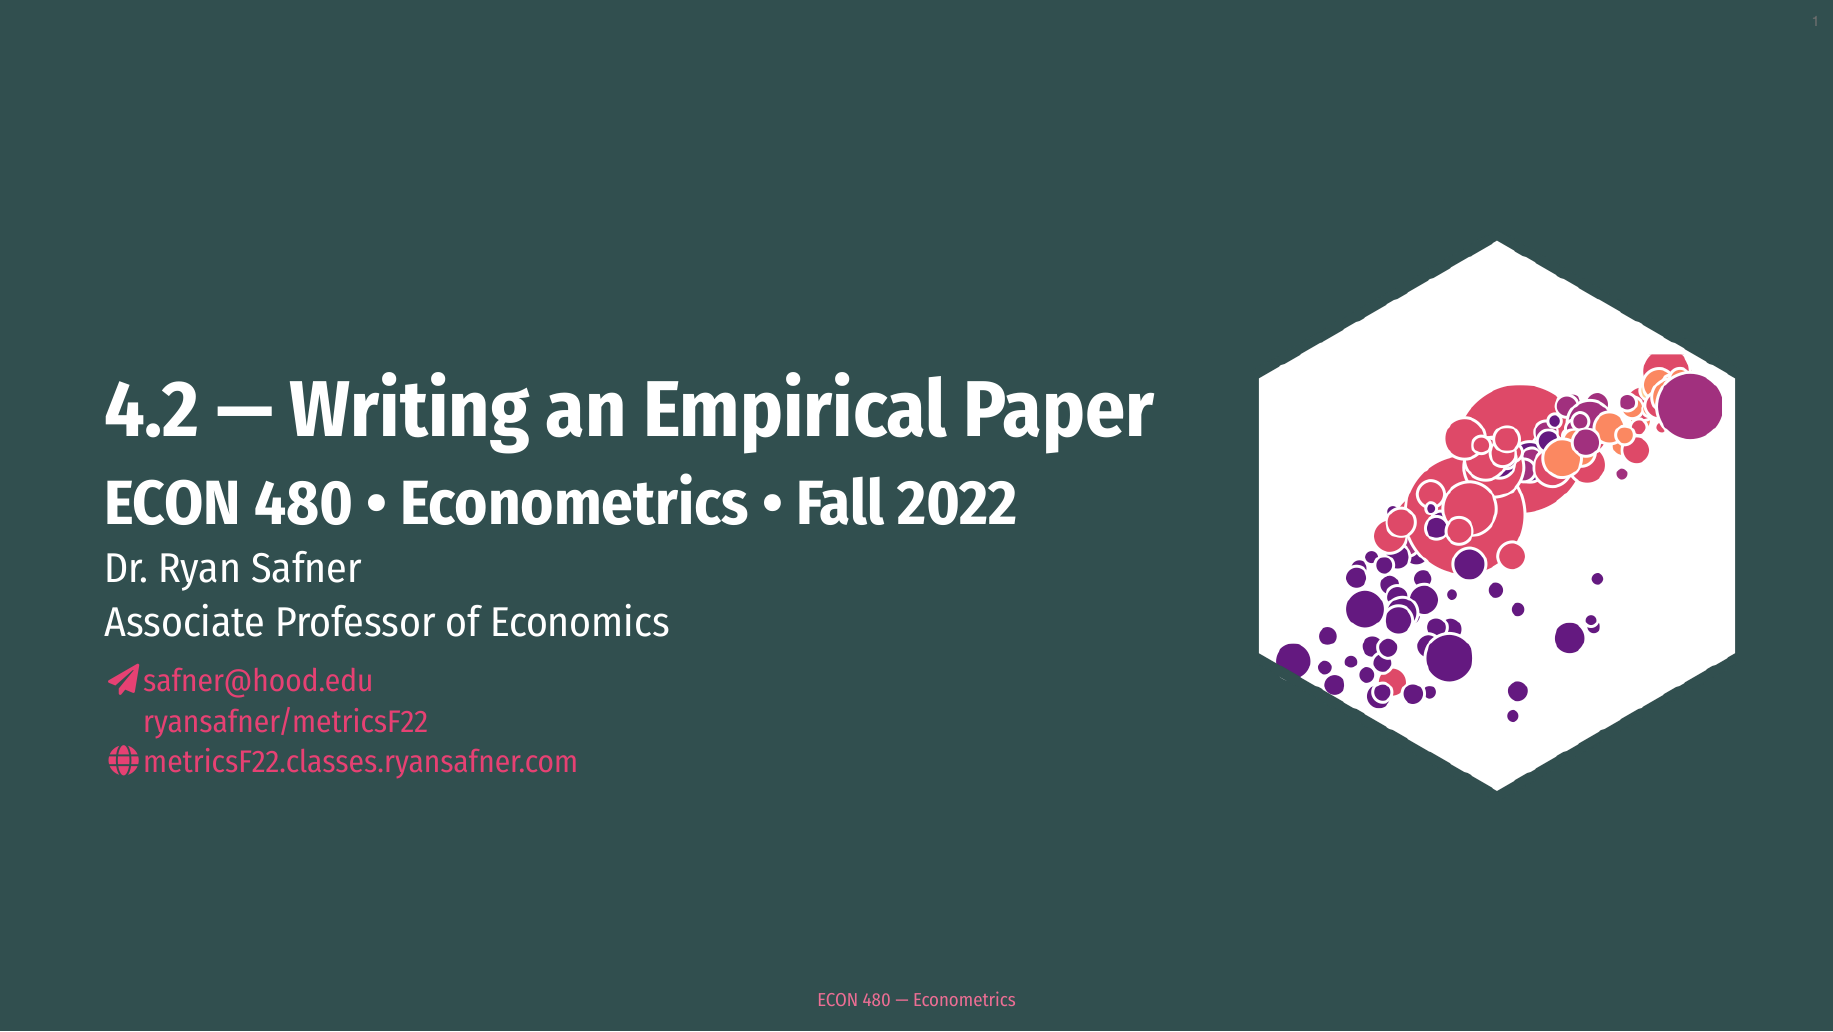 1
4.2 — Writing an Empirical Paper
ECON 480 • Econometrics • Fall 2022
Dr. Ryan Safner
Associate Professor of Economics
safner@hood.edu
ryansafner/metricsF22
metricsF22.classes.ryansafner.com
ECON 480 — Econometrics